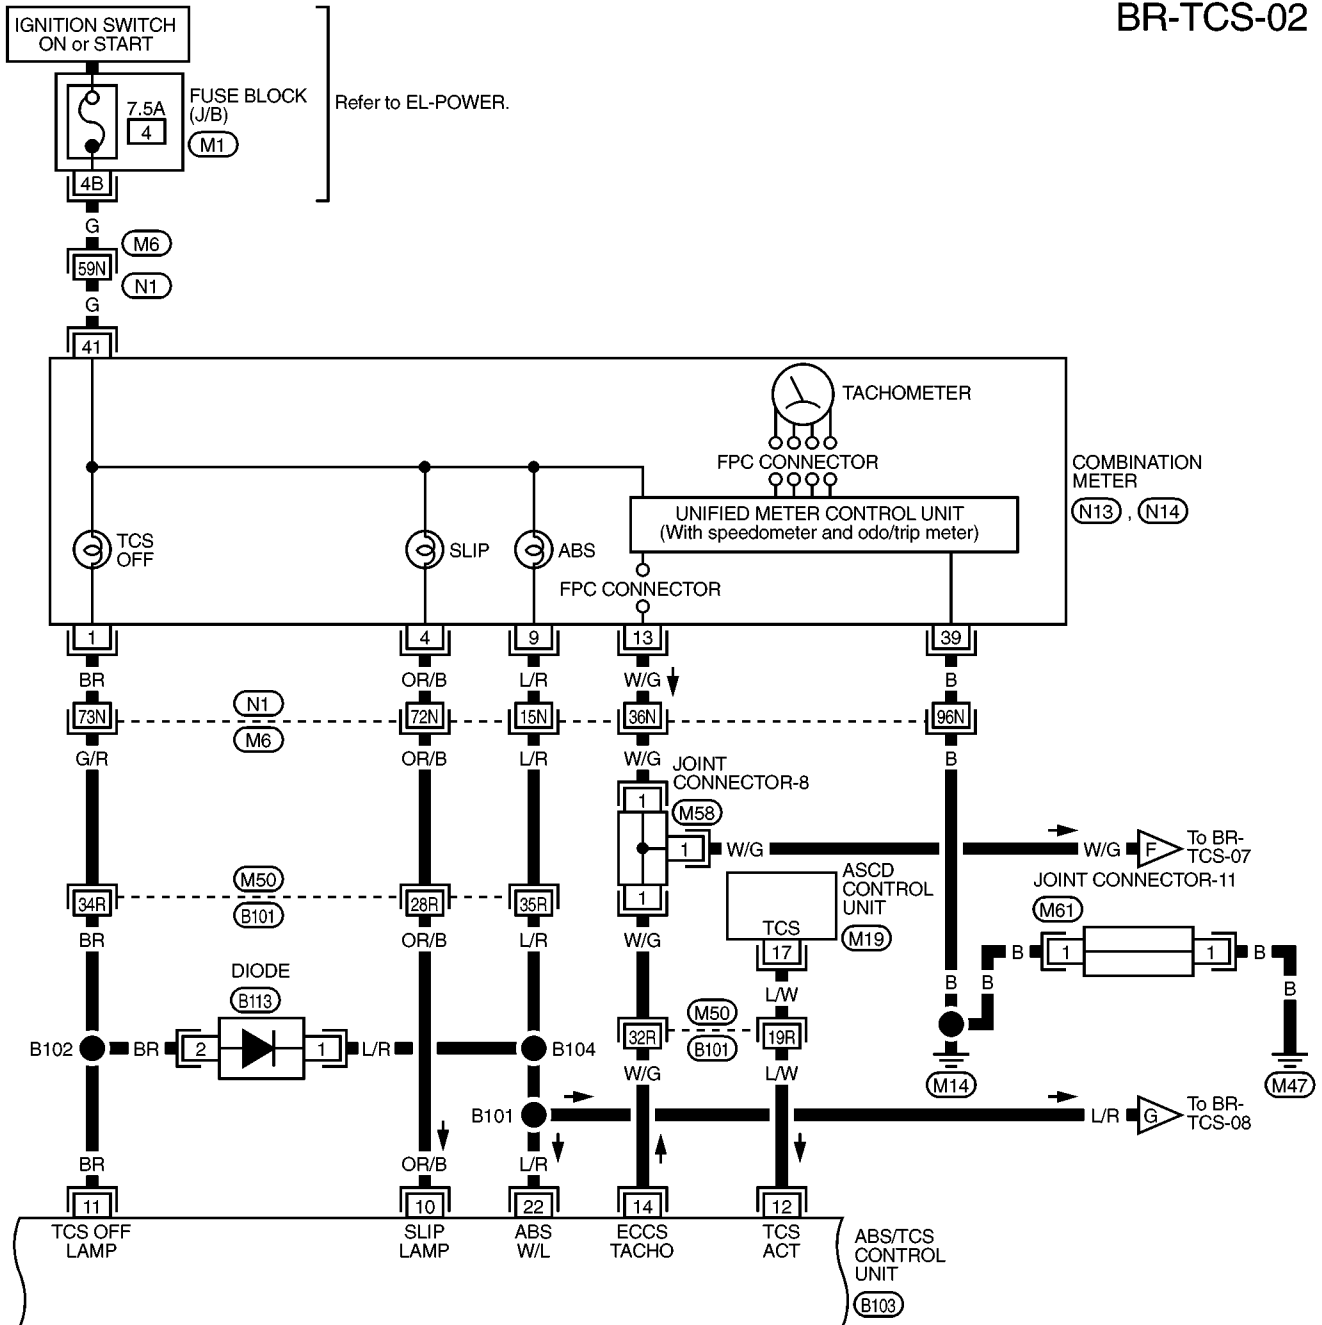 BR-TCS-02
IGNITION SWITCH
ON or START
7.5A
4
FUSE BLOCK
(J/B)
M1
Refer to EL-POWER.
4B
G
M6
59N
N1
G
41
TACHOMETER
FPC CONNECTOR
COMBINATION
METER
N13 , N14
UNIFIED METER CONTROL UNIT
(With speedometer and odo/trip meter)
TCS
OFF
SLIP
ABS
FPC CONNECTOR
1 4 9 13 39
BR OR/B L/R W/G B
N1
73N 72N 15N 36N 96N
M6
G/R OR/B L/R W/G B
JOINT
CONNECTOR-8
1
M58
1
W/G
W/G
F
To BR-
TCS-07
1
ASCD
CONTROL
UNIT
M19
TCS
17
JOINT CONNECTOR-11
M61
M50
34R 28R 35R
B101
BR OR/B L/R W/G
B
1
1
B
B
B
B
L/W
DIODE
B113
M50
32R 19R
B101
B102
BR
2
1
L/R
B104
W/G L/W
M14
M47
B101
L/R
G
To BR-
TCS-08
BR OR/B L/R
11 10 22 14 12
TCS OFF
LAMP
SLIP
LAMP
ABS
W/L
ECCS
TACHO
TCS
ACT
ABS/TCS
CONTROL
UNIT
B103